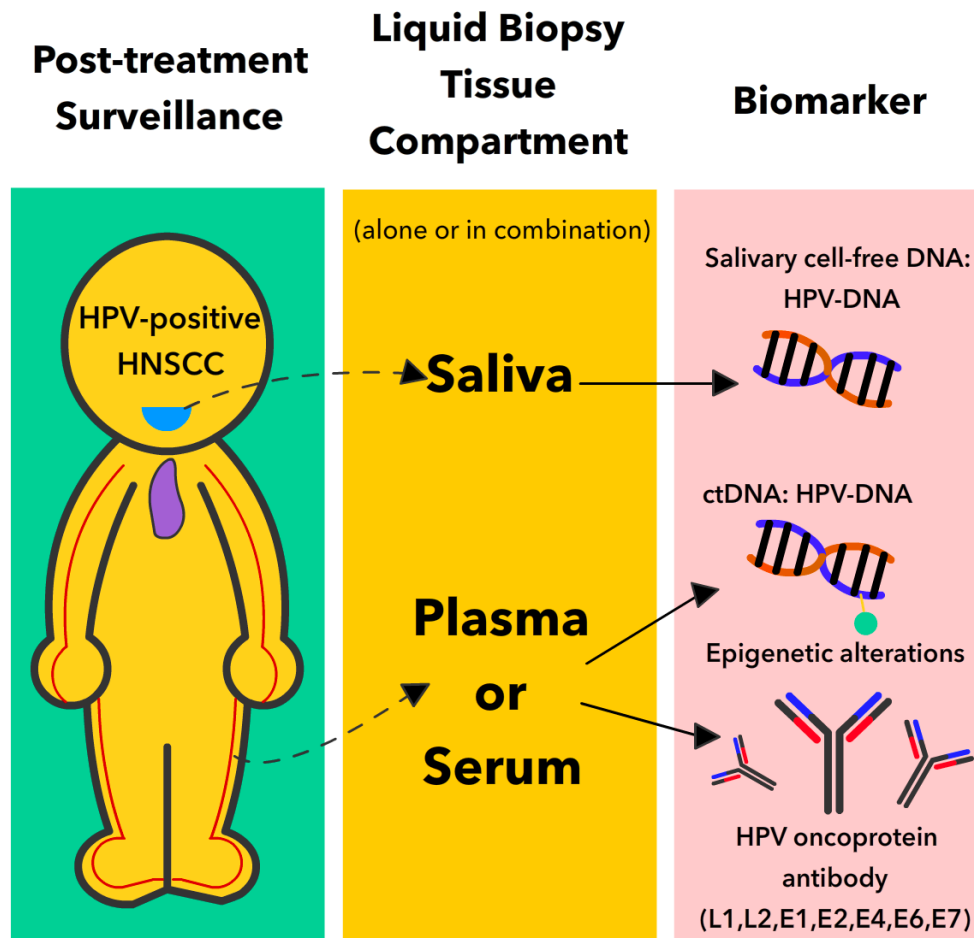 Post-treatment
Surveillance
Liquid Biopsy
Tissue
Compartment
Biomarker
HPV-positive
HNSCC
(alone or in combination)
Saliva
Plasma
or
Serum
Salivary cell-free DNA:
HPV-DNA
ctDNA: HPV-DNA
Epigenetic alterations
HPV oncoprotein
antibody
(L1,L2,E1,E2,E4,E6,E7)